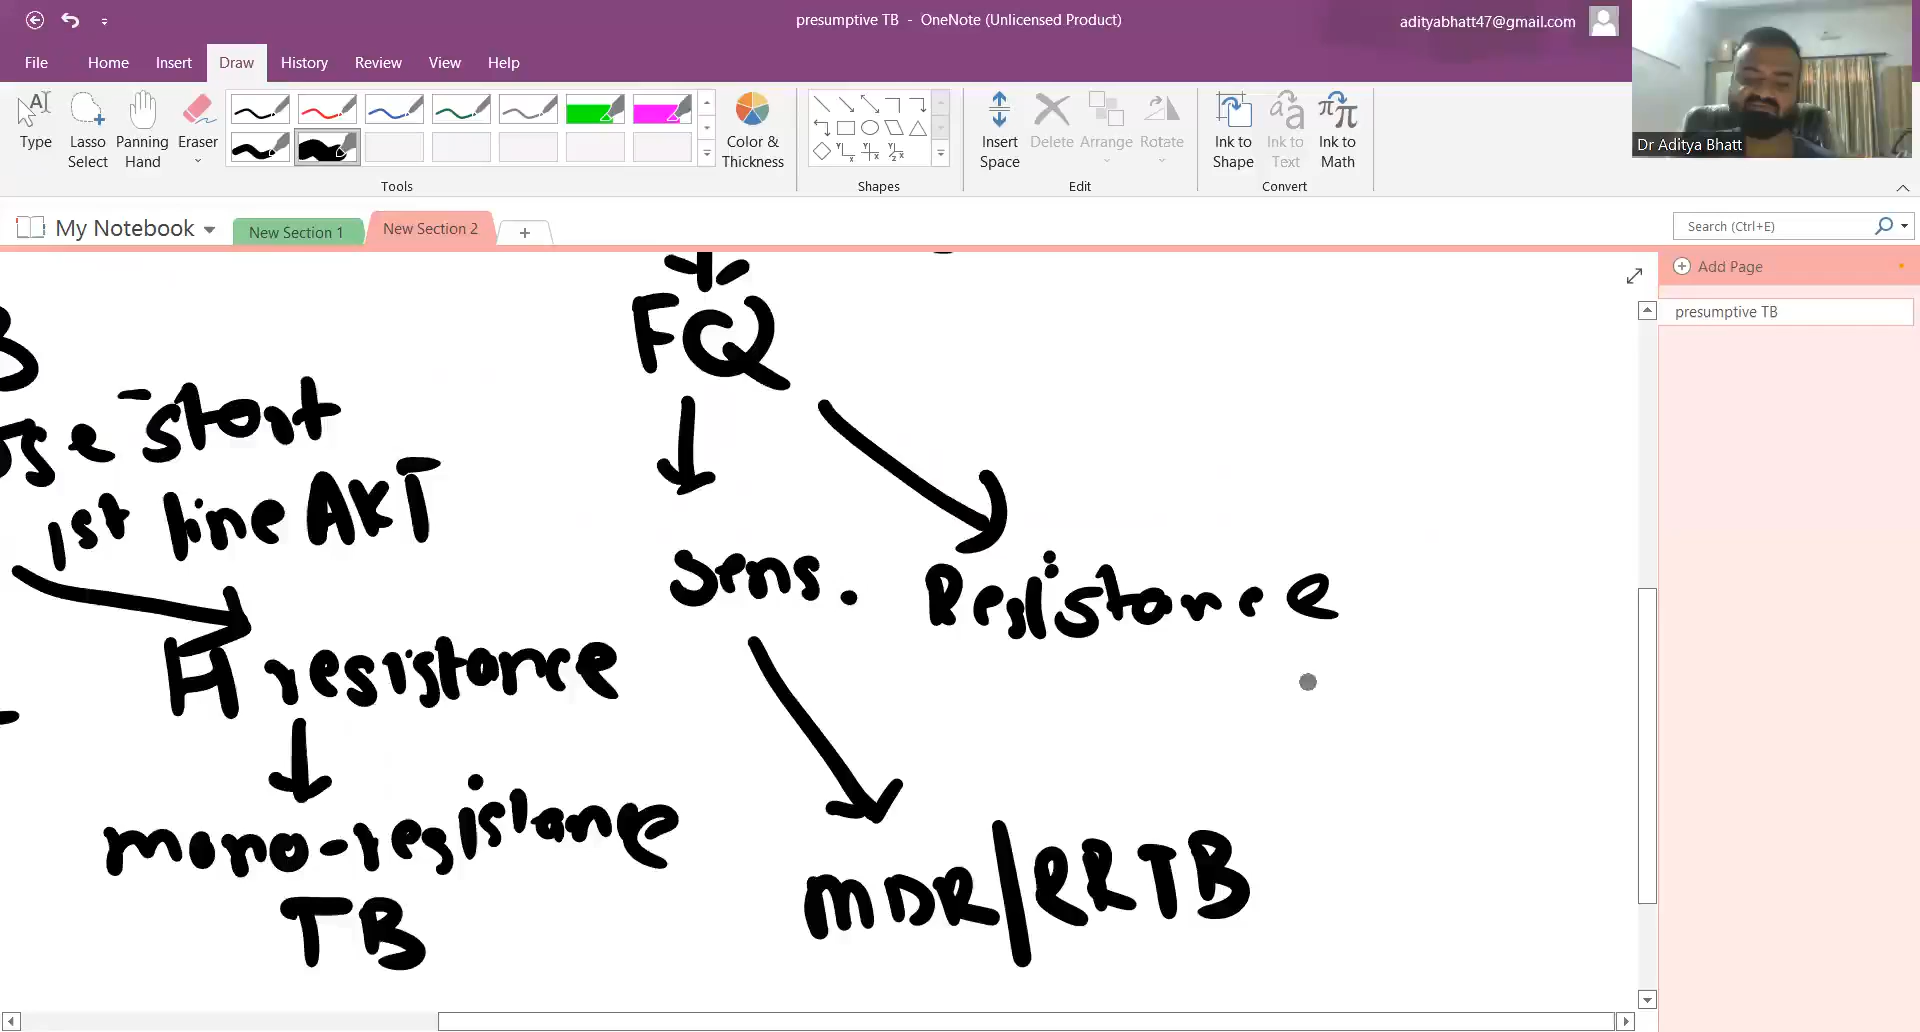 presumptive TB - OneNote (Unlicensed Product)
adityabhatt47@gmail.com
File Home Insert Draw History Review View Help
Type
Lasso Select
Panning Hand
Eraser
Color & Thickness
Insert Space
Delete
Arrange
Rotate
Ink to Shape
Ink to Text
Ink to Math
Tools
Shapes
Edit
Convert
Dr Aditya Bhatt
My Notebook
New Section 1
New Section 2
Search (Ctrl+E)
Add Page
presumptive TB
FQ
start
1st line AKT
Sens.
Resistance
H resistance
mono-resistance
TB
MDR/RRTB